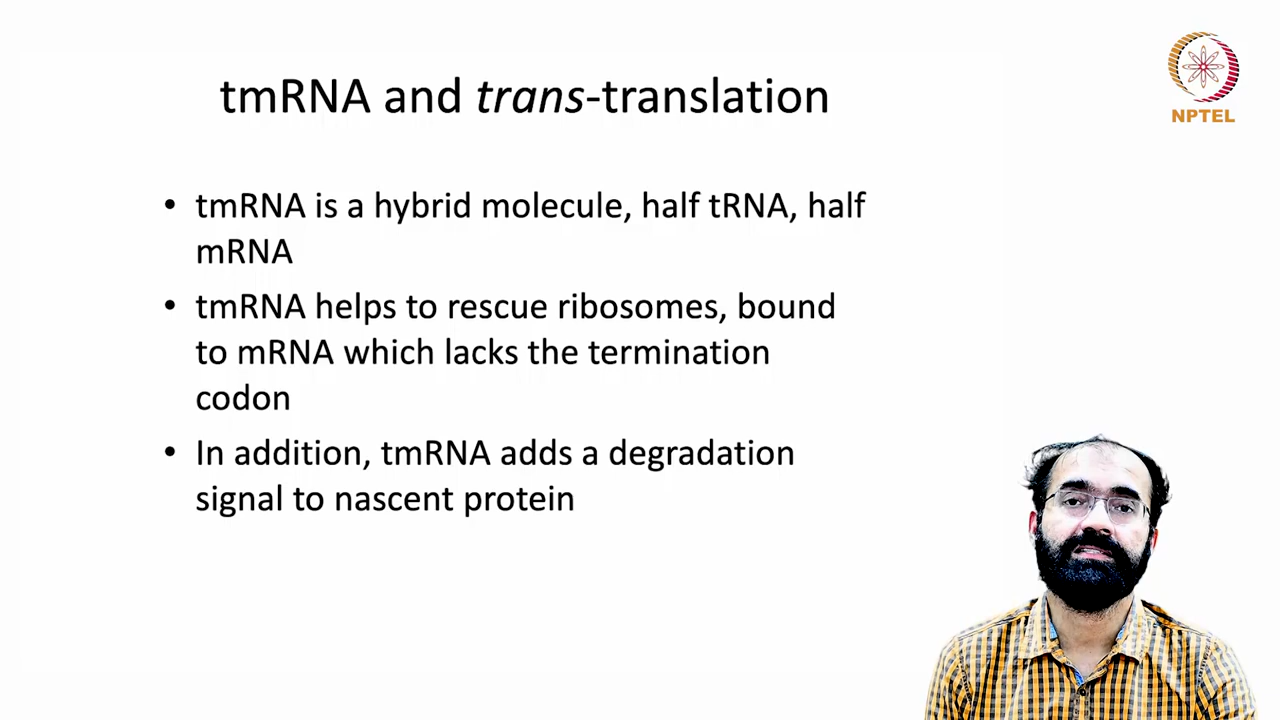 tmRNA and trans-translation
NPTEL
• tmRNA is a hybrid molecule, half tRNA, half
mRNA
• tmRNA helps to rescue ribosomes, bound
to mRNA which lacks the termination
codon
• In addition, tmRNA adds a degradation
signal to nascent protein